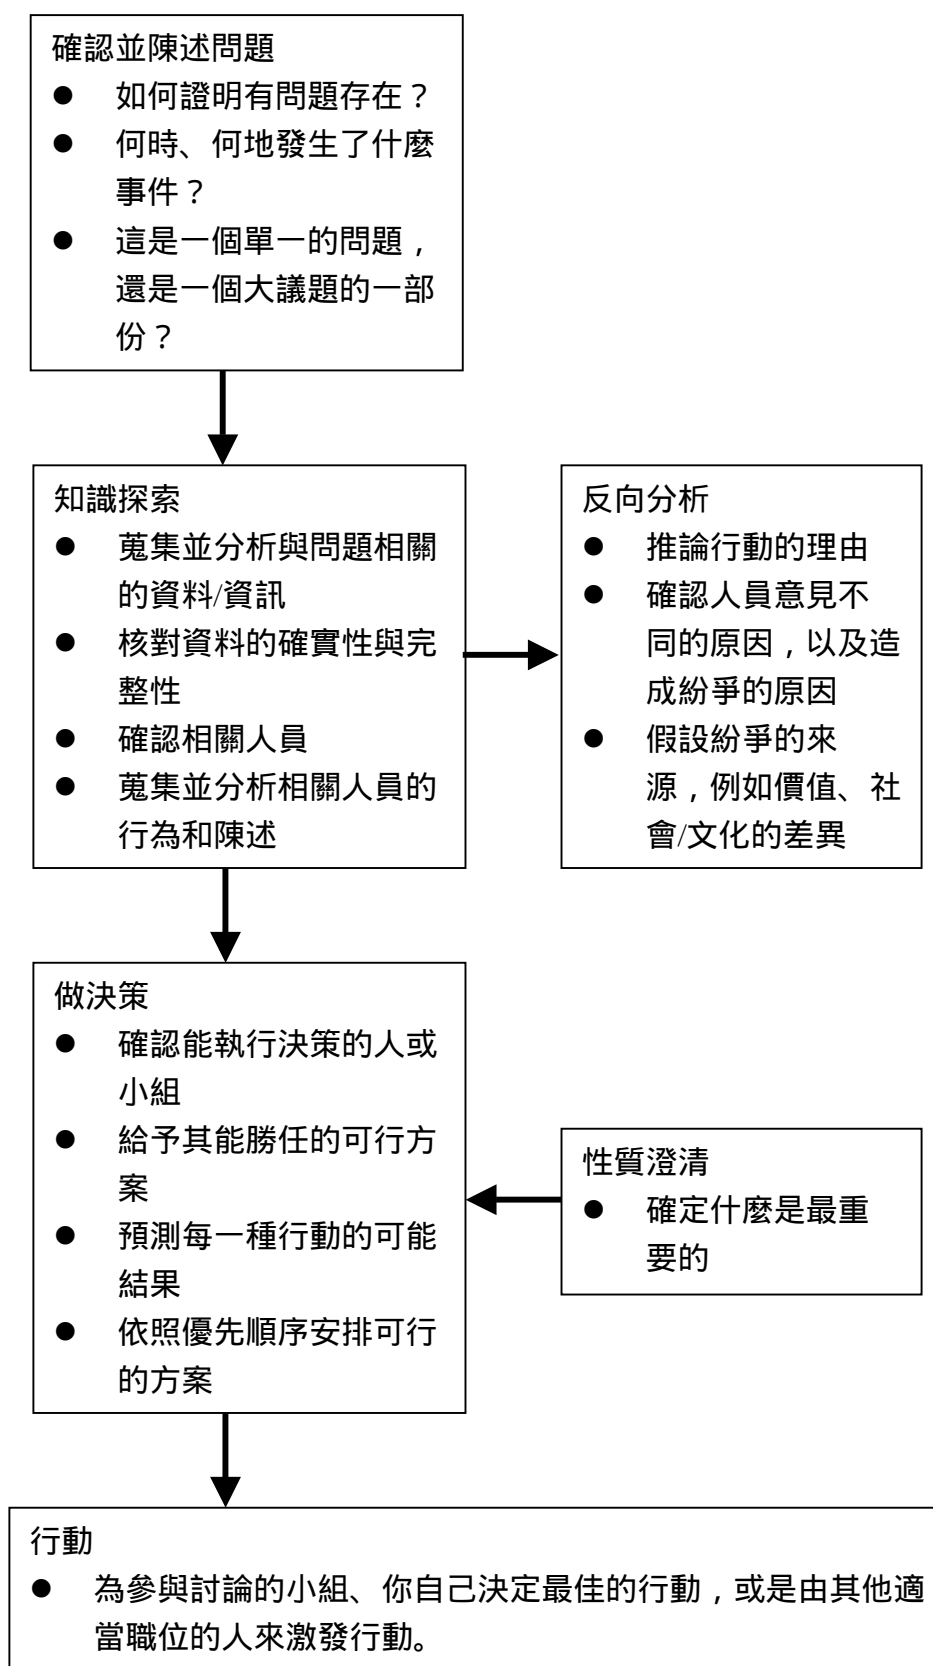 確認並陳述問題
● 如何證明有問題存在？
● 何時、何地發生了什麼
事件？
● 這是一個單一的問題，
還是一個大議題的一部
份？
知識探索
● 蒐集並分析與問題相關
的資料/資訊
● 核對資料的確實性與完
整性
● 確認相關人員
● 蒐集並分析相關人員的
行為和陳述
反向分析
● 推論行動的理由
● 確認人員意見不
同的原因，以及造
成紛爭的原因
● 假設紛爭的來
源，例如價值、社
會/文化的差異
做決策
● 確認能執行決策的人或
小組
● 給予其能勝任的可行方
案
● 預測每一種行動的可能
結果
● 依照優先順序安排可行
的方案
性質澄清
● 確定什麼是最重
要的
行動
● 為參與討論的小組、你自己決定最佳的行動，或是由其他適
當職位的人來激發行動。